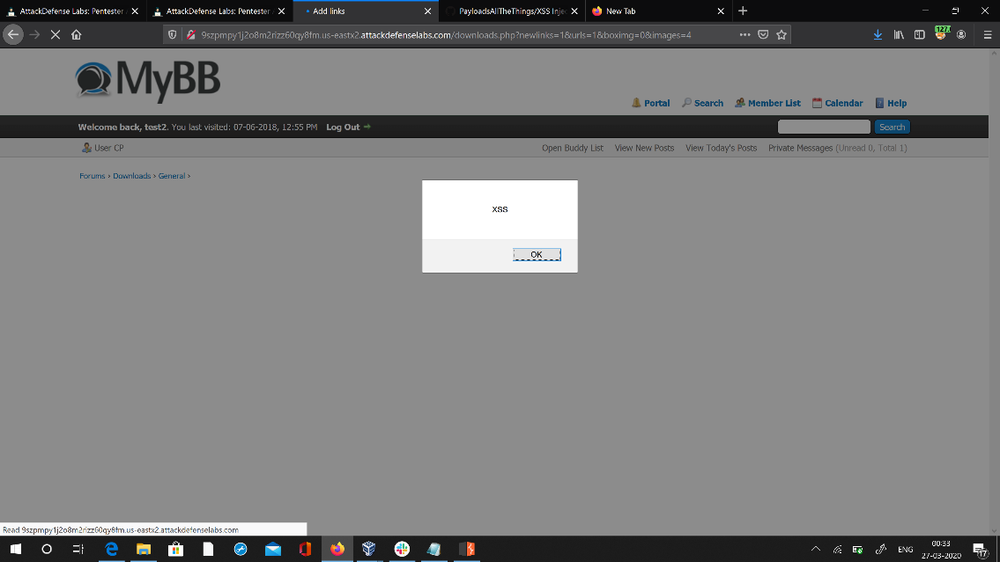 AttackDefense Labs: Pentester
AttackDefense Labs: Pentester
Add links
PayloadsAllTheThings/XSS Injec
New Tab
9szpmpy1j2o8m2rizz60qy8fm.us-eastx2.attackdefenselabs.com/downloads.php?newlinks=1&urls=1&boximg=0&images=4
127
MyBB
Portal Search Member List Calendar Help
Welcome back, test2. You last visited: 07-06-2018, 12:55 PM Log Out
Search
User CP
Open Buddy List View New Posts View Today's Posts Private Messages (Unread 0, Total 1)
Forums › Downloads › General ›
XSS
OK
Read 9szpmpy1j2o8m2rizz60qy8fm.us-eastx2.attackdefenselabs.com
ENG
00:33
27-03-2020
17